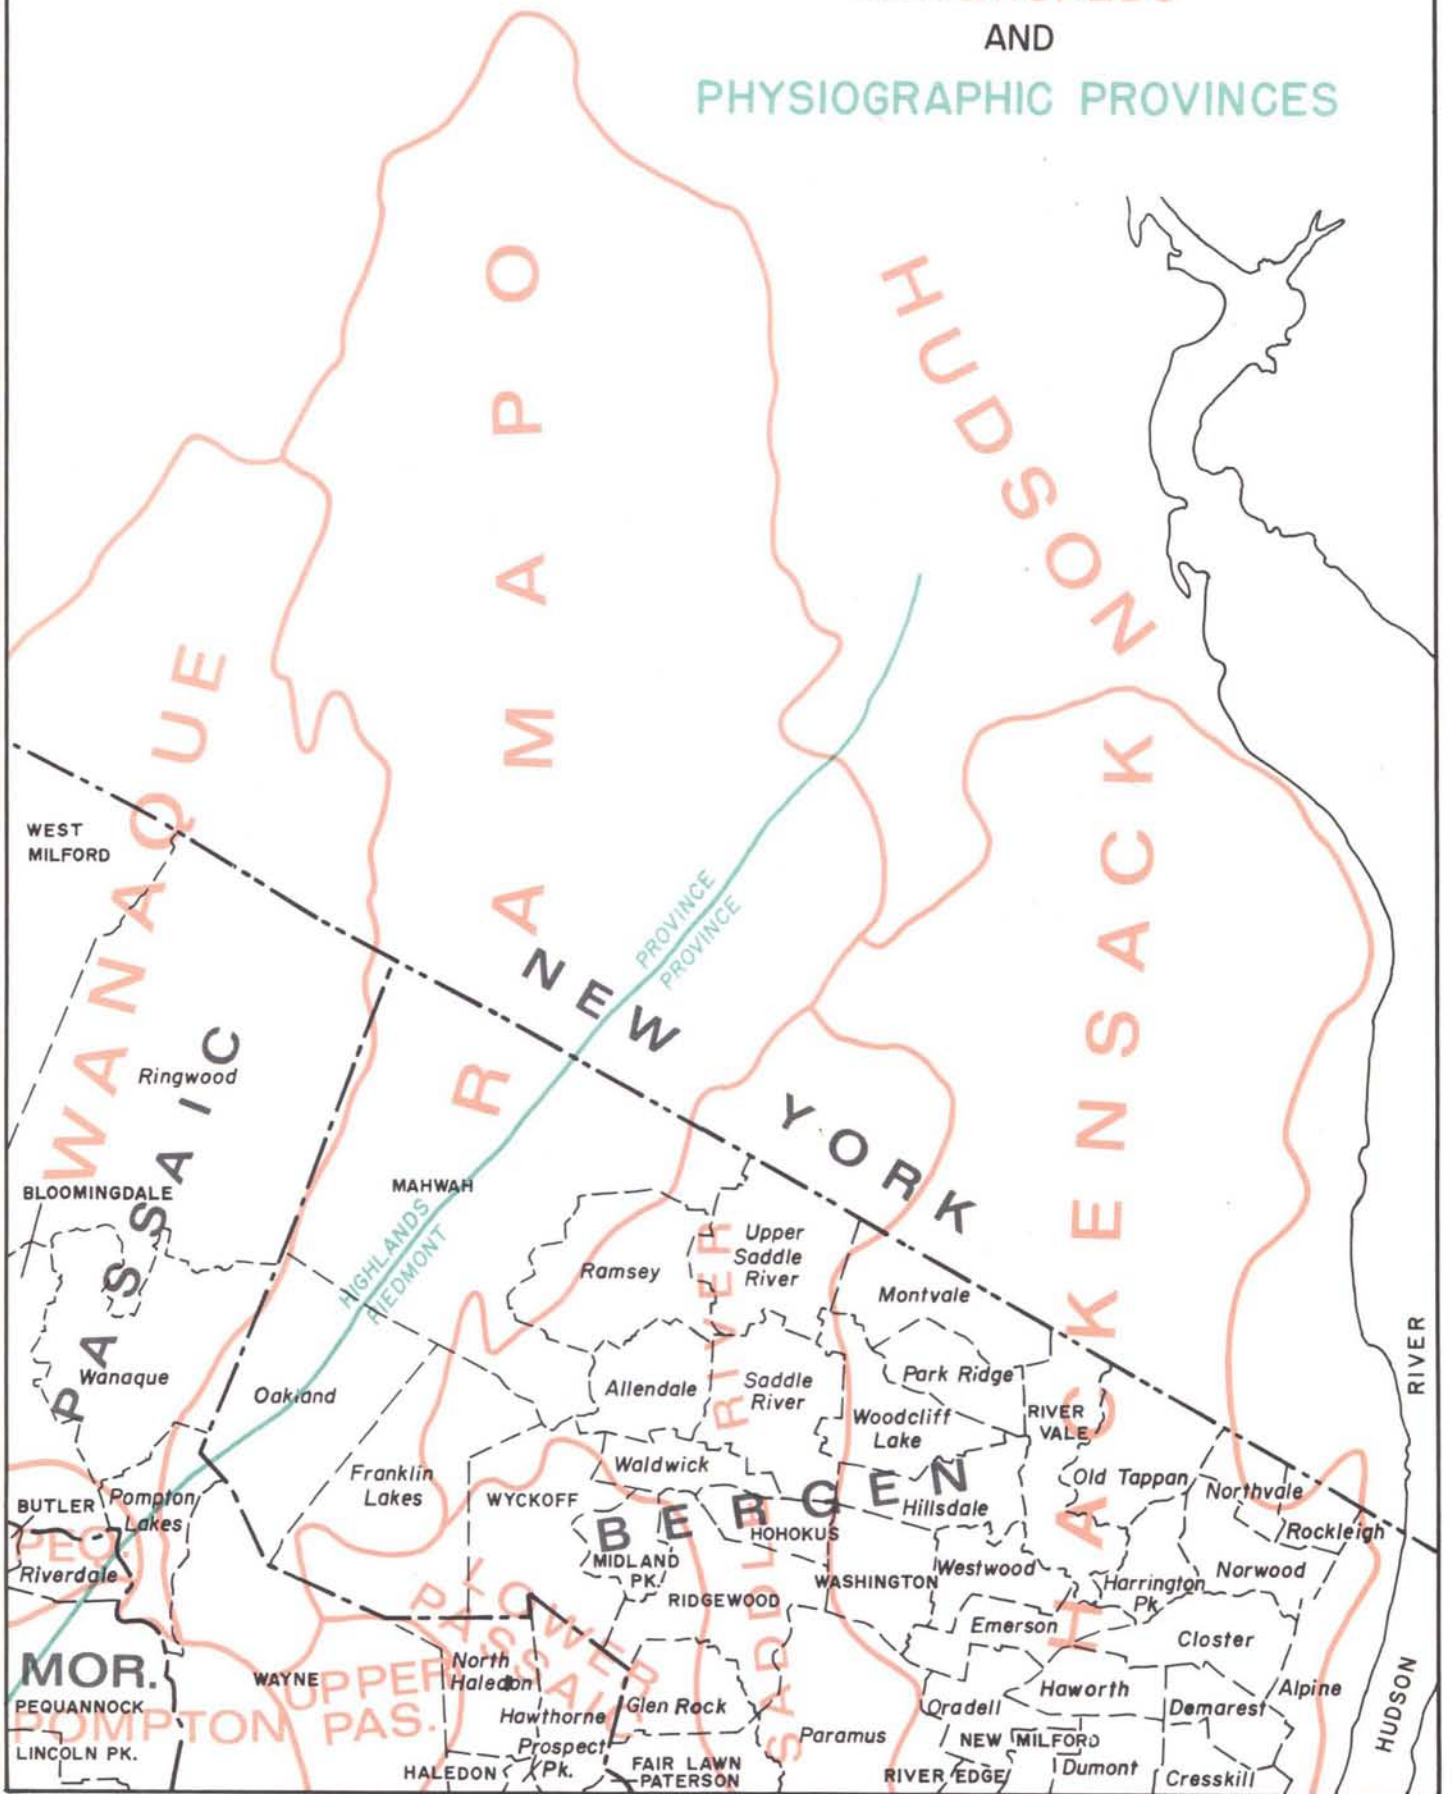 AND
PHYSIOGRAPHIC PROVINCES
HUDSON
RAMAPO
WANAQUE
HACKENSACK
WEST
MILFORD
PROVINCE
PROVINCE
NEW YORK
PASSAIC
Ringwood
BLOOMINGDALE
MAHWAH
HIGHLANDS
PIEDMONT
Ramsey
Upper
Saddle
River
SADDLE RIVER
Montvale
Wanaque
Oakland
Allendale
Saddle
River
Park Ridge
Woodcliff
Lake
RIVER
VALE
HUDSON RIVER
Franklin
Lakes
WYCKOFF
Waldwick
BERGEN
Hillsdale
Old Tappan
Northvale
Rockleigh
BUTLER
Pompton
Lakes
PEQ.
Riverdale
MIDLAND
PK.
HOHOKUS
RIDGEWOOD
WASHINGTON
Westwood
Harrington
Pk.
Norwood
Emerson
Closter
LOWER
PASSAIC
MOR.
PEQUANNOCK
POMPTON
LINCOLN PK.
WAYNE
UPPER
PAS.
North
Haledon
Hawthorne
Prospect
Pk.
HALEDON
Glen Rock
FAIR LAWN
PATERSON
Paramus
Oradell
Haworth
Demarest
Alpine
NEW MILFORD
RIVER EDGE
Dumont
Cresskill